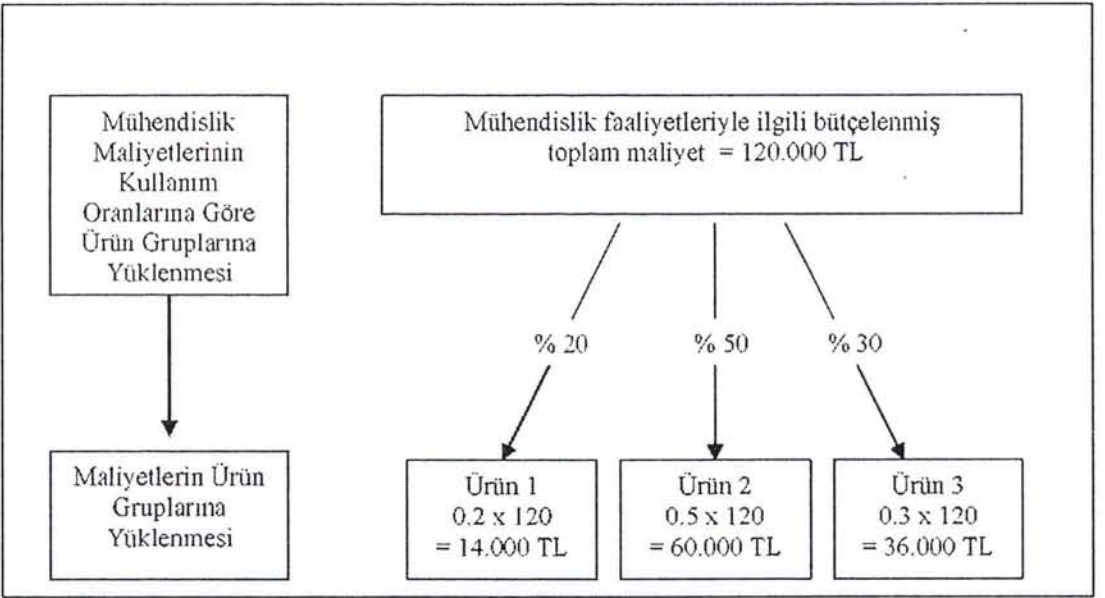 Mühendislik
Maliyetlerinin
Kullanım
Oranlarına Göre
Ürün Gruplarına
Yüklenmesi
Mühendislik faaliyetleriyle ilgili bütçelenmiş
toplam maliyet = 120.000 TL
% 20
% 50
% 30
Maliyetlerin Ürün
Gruplarına
Yüklenmesi
Ürün 1
0.2 x 120
= 14.000 TL
Ürün 2
0.5 x 120
= 60.000 TL
Ürün 3
0.3 x 120
= 36.000 TL